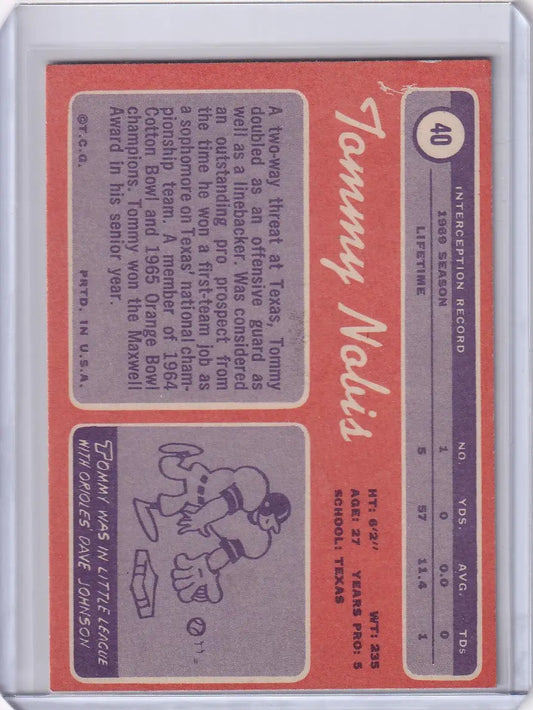 40
INTERCEPTION RECORD NO. YDS. AVG. TDs
1969 SEASON 1 0 0.0 0
LIFETIME 5 57 11.4 1
Tommy Nobis
HT: 6'2" WT: 235
AGE: 27 YEARS PRO: 5
SCHOOL: TEXAS
A two-way threat at Texas, Tommy
doubled as an offensive guard as
well as a linebacker. Was considered
an outstanding pro prospect from
the time he won a first-team job as
a sophomore on Texas' national cham-
pionship team. A member of 1964
Cotton Bowl and 1965 Orange Bowl
champions. Tommy won the Maxwell
Award in his senior year.
©T.C.G. PRTD. IN U.S.A.
TOMMY WAS IN LITTLE LEAGUE
WITH ORIOLES' DAVE JOHNSON